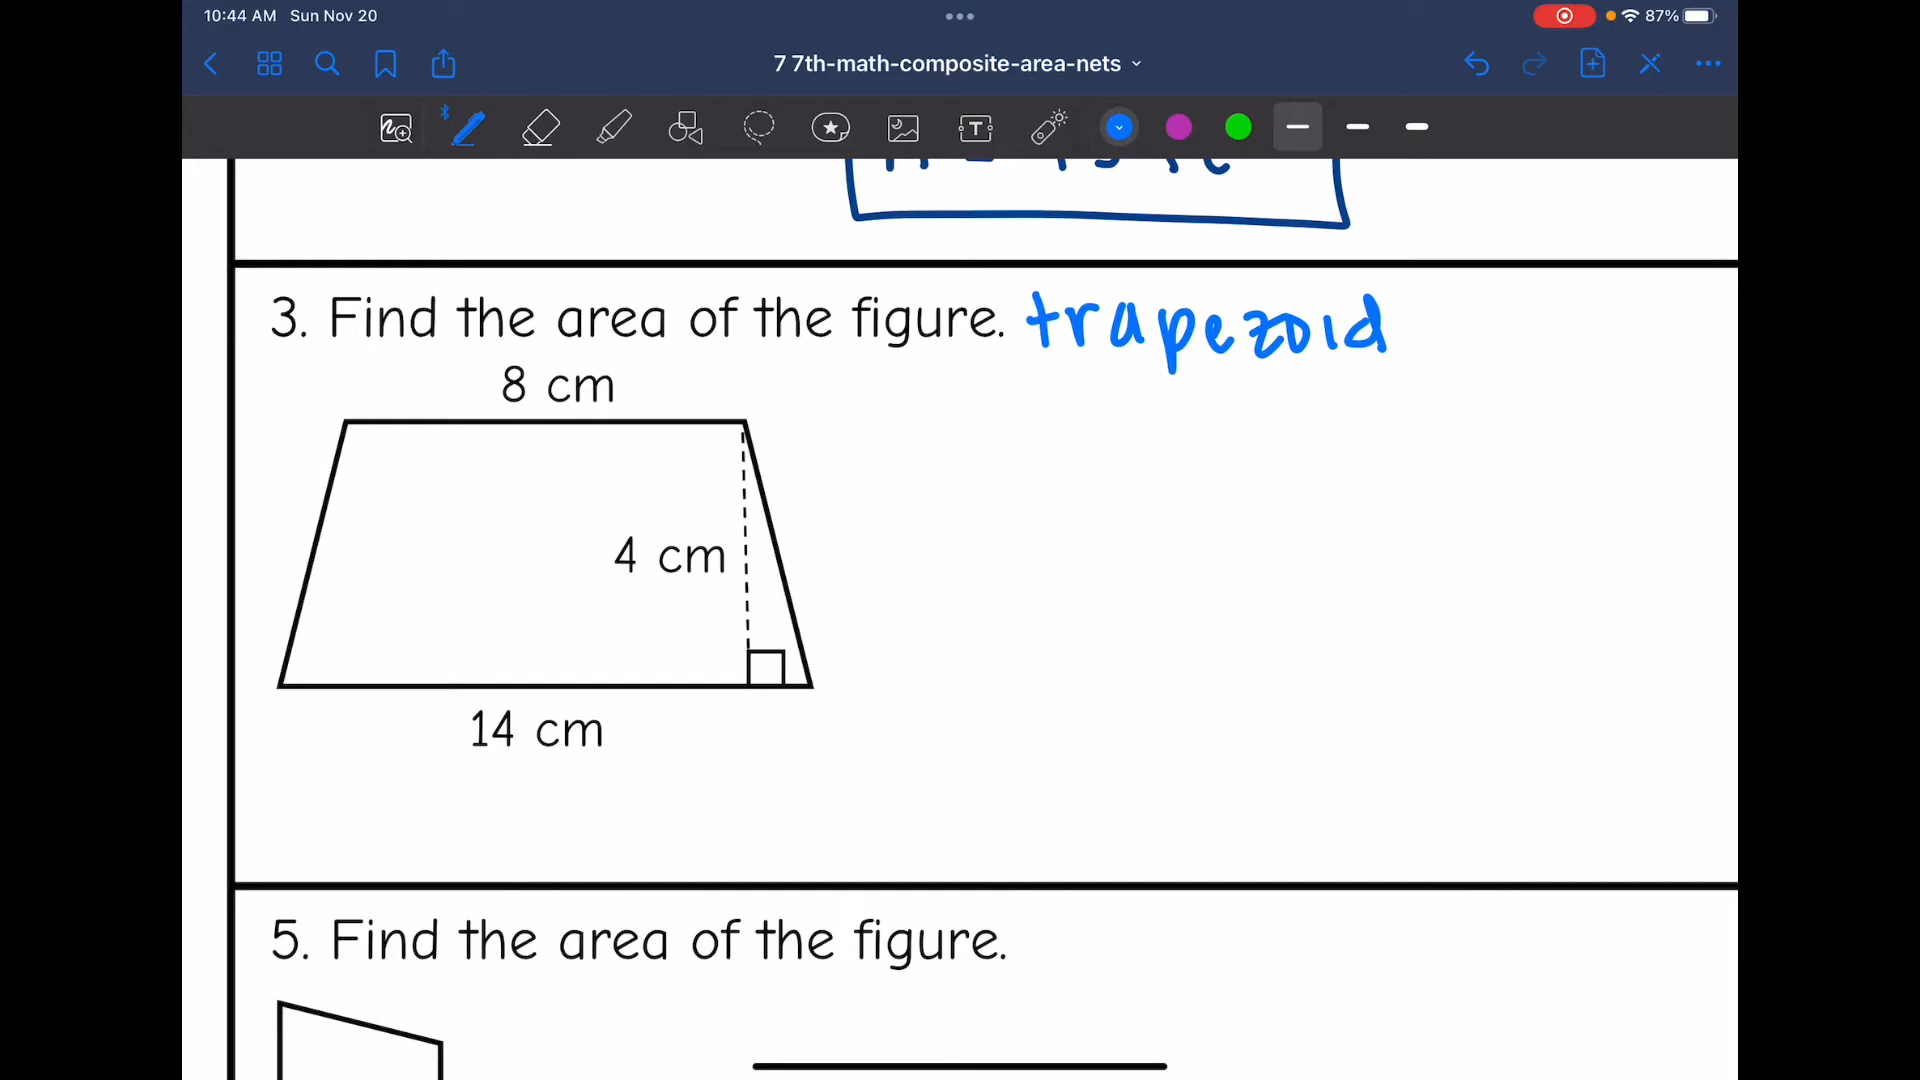 10:44 AM Sun Nov 20
87%
7 7th-math-composite-area-nets
3. Find the area of the figure. trapezoid
8 cm
4 cm
14 cm
5. Find the area of the figure.